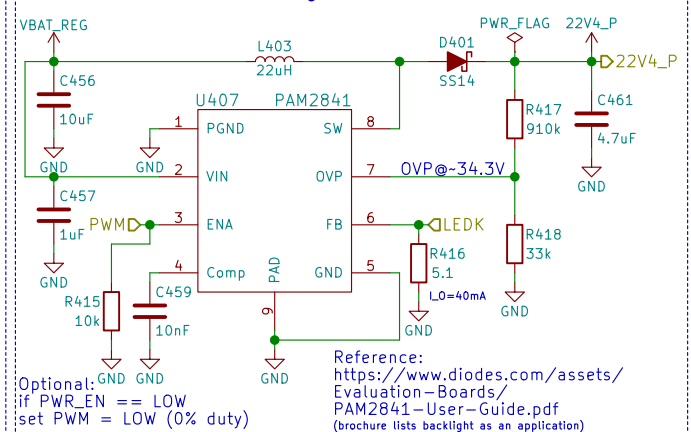 VBAT_REG
PWR_FLAG
22V4_P
L403
22uH
D401
SS14
22V4_P
C456
10uF
GND
U407
PAM2841
R417
910k
C461
4.7uF
GND
1
PGND
SW
8
GND
2
VIN
OVP
7
OVP@~34.3V
C457
1uF
GND
PWM
3
ENA
FB
6
LEDK
R416
5.1
I_O=40mA
GND
R418
33k
GND
4
Comp
PAD
GND
5
9
R415
10k
GND
C459
10nF
GND
GND
Optional:
if PWR_EN == LOW
set PWM = LOW (0% duty)
Reference:
https://www.diodes.com/assets/
Evaluation-Boards/
PAM2841-User-Guide.pdf
(brochure lists backlight as an application)